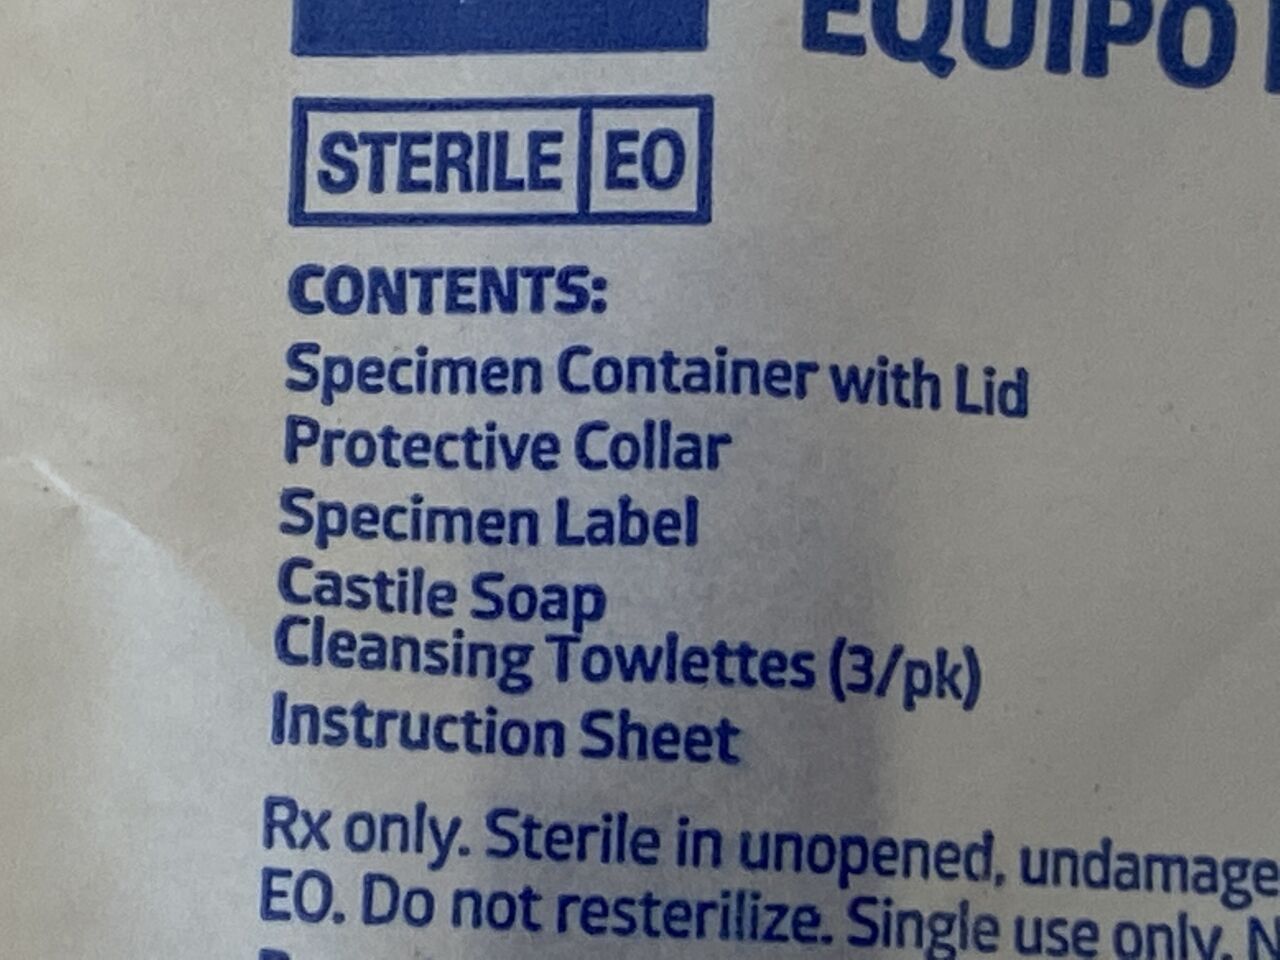 EQUIPO
STERILE EO
CONTENTS:
Specimen Container with Lid
Protective Collar
Specimen Label
Castile Soap
Cleansing Towlettes (3/pk)
Instruction Sheet
Rx only. Sterile in unopened, undamage
EO. Do not resterilize. Single use only. N